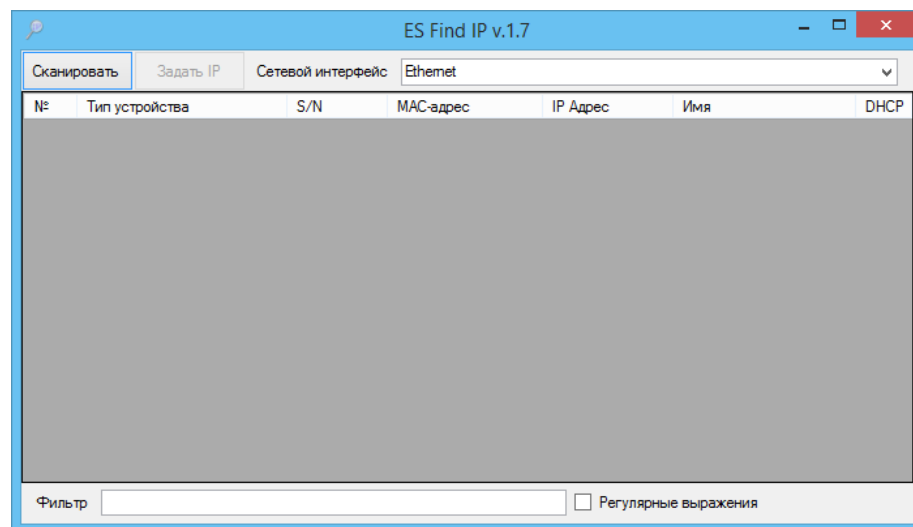 ES Find IP v.1.7
Сканировать Задать IP Сетевой интерфейс Ethernet
№ Тип устройства S/N MAC-адрес IP Адрес Имя DHCP
Фильтр Регулярные выражения